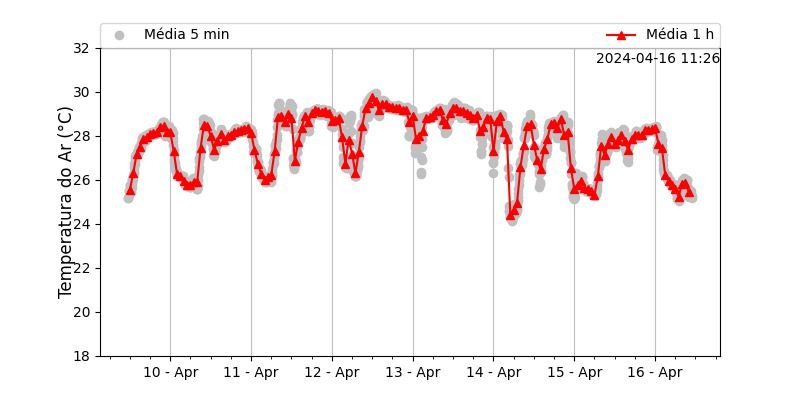 Média 5 min
Média 1 h
2024-04-16 11:26
Temperatura do Ar (°C)
32
30
28
26
24
22
20
18
10 - Apr
11 - Apr
12 - Apr
13 - Apr
14 - Apr
15 - Apr
16 - Apr